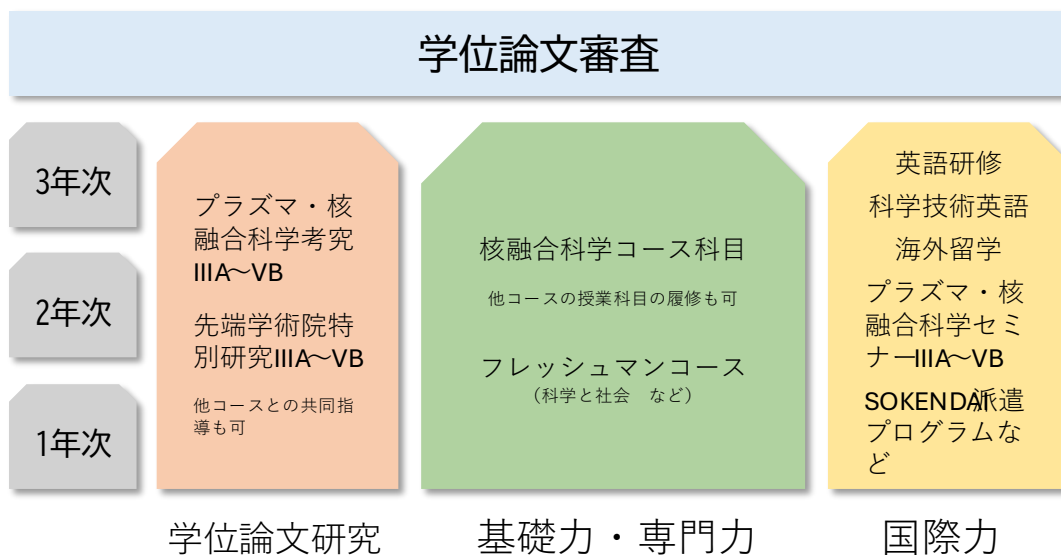 学位論文審査
3年次
2年次
1年次
プラズマ・核
融合科学考究
IIIA～VB
先端学術院特
別研究IIIA～VB
他コースとの共同指
導も可
核融合科学コース科目
他コースの授業科目の履修も可
フレッシュマンコース
（科学と社会　など）
英語研修
科学技術英語
海外留学
プラズマ・核
融合科学セミ
ナーIIIA～VB
SOKENDAI派遣
プログラムな
ど
学位論文研究
基礎力・専門力
国際力